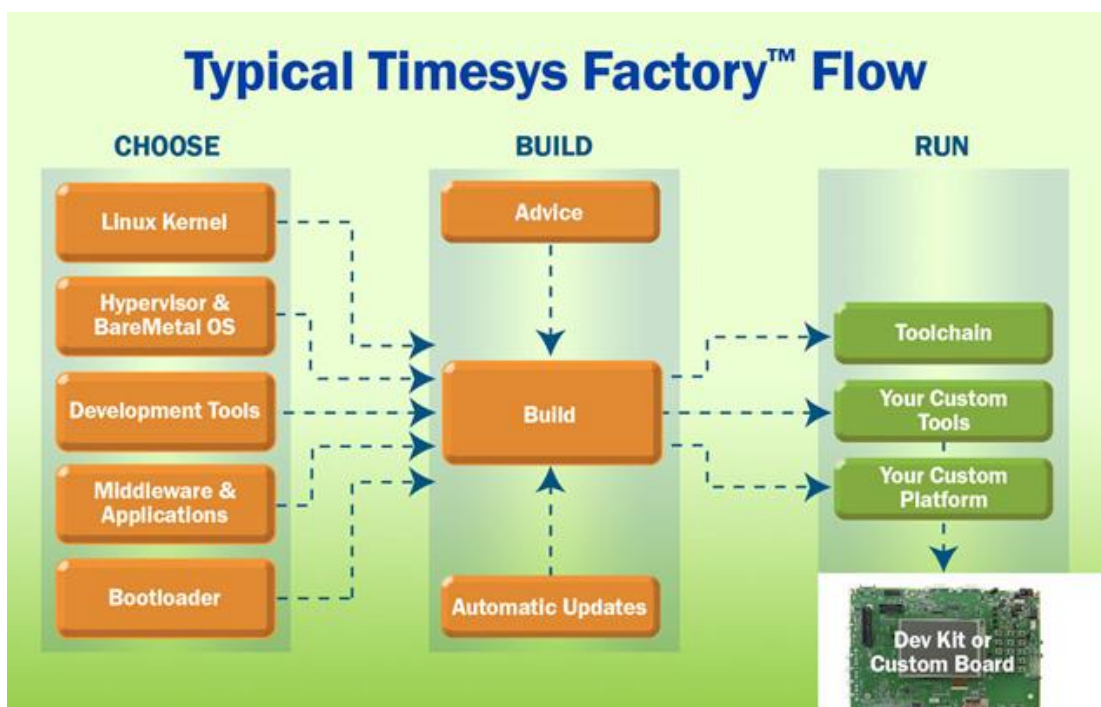 Typical Timesys Factory™ Flow
CHOOSE
Linux Kernel
Hypervisor &
BareMetal OS
Development Tools
Middleware &
Applications
Bootloader
BUILD
Advice
Build
Automatic Updates
RUN
Toolchain
Your Custom
Tools
Your Custom
Platform
Dev Kit or
Custom Board